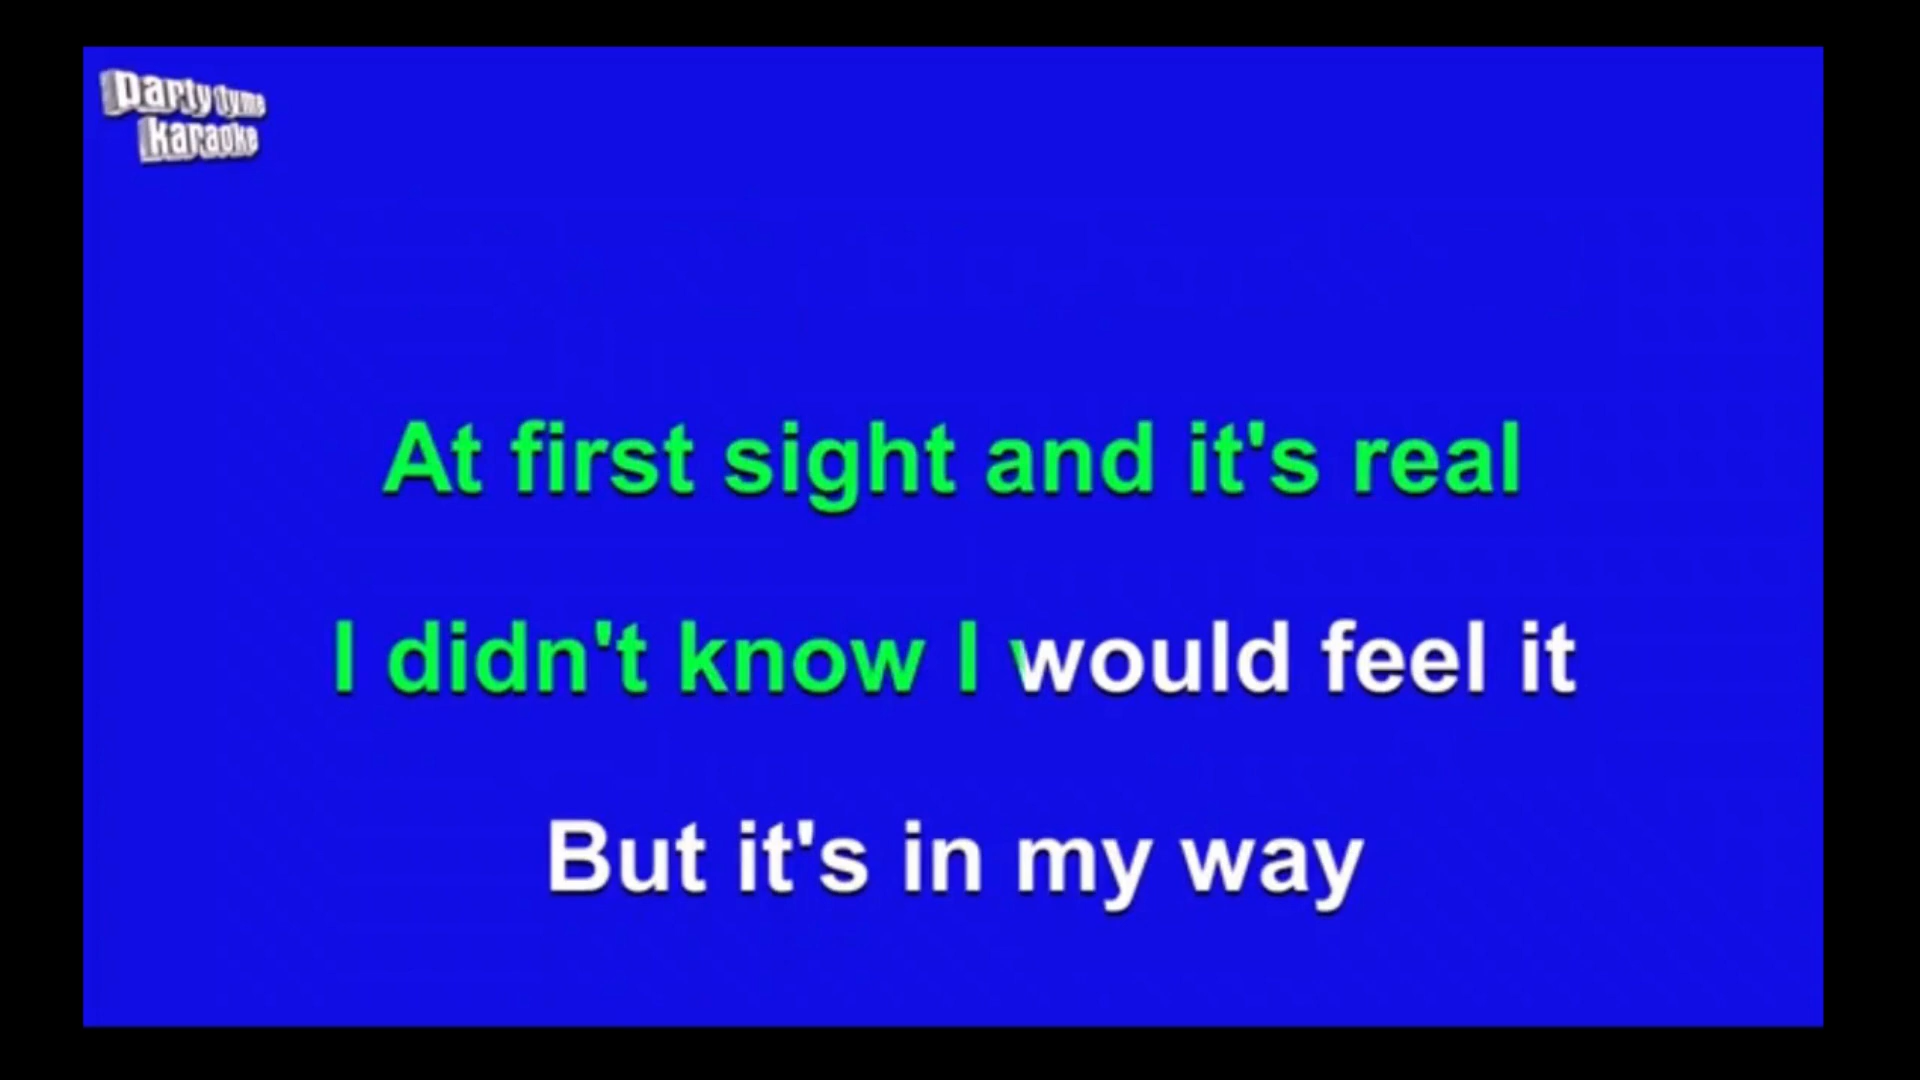 party tyme
karaoke
At first sight and it's real
I didn't know I would feel it
But it's in my way